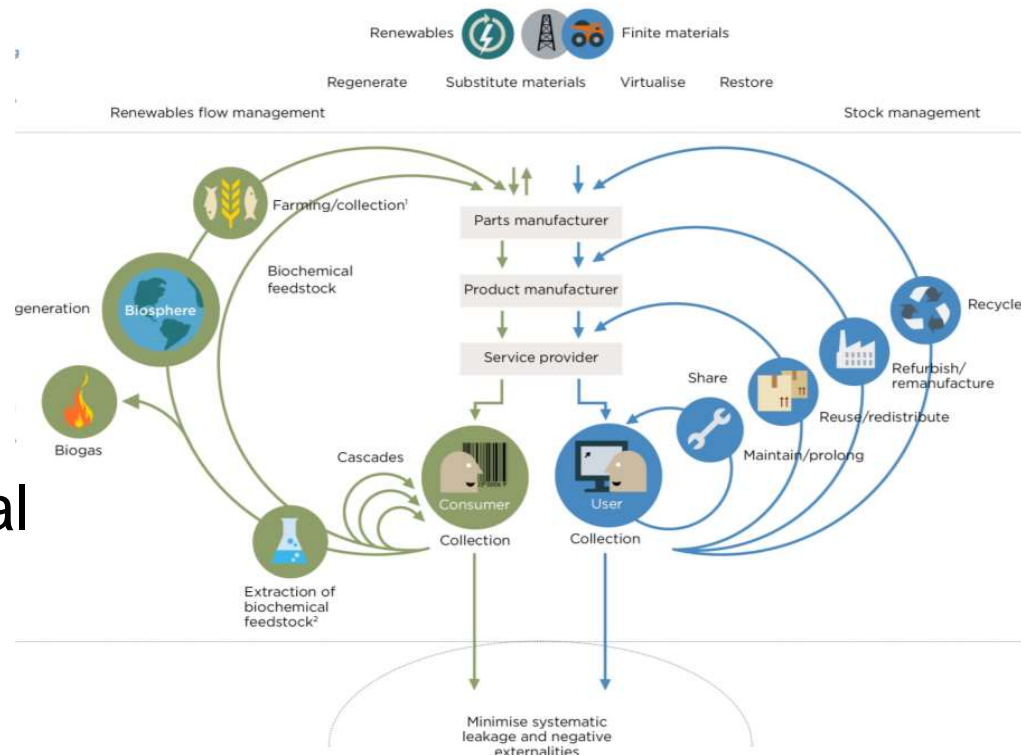 Renewables
Finite materials
Regenerate Substitute materials Virtualise Restore
Renewables flow management
Stock management
Farming/collection¹
Parts manufacturer
Biochemical
feedstock
Product manufacturer
generation
Biosphere
Recycle
Service provider
Share
Refurbish/
remanufacture
Reuse/redistribute
Biogas
Cascades
Maintain/prolong
Consumer
User
al
Collection
Collection
Extraction of
biochemical
feedstock²
Minimise systematic
leakage and negative
externalities